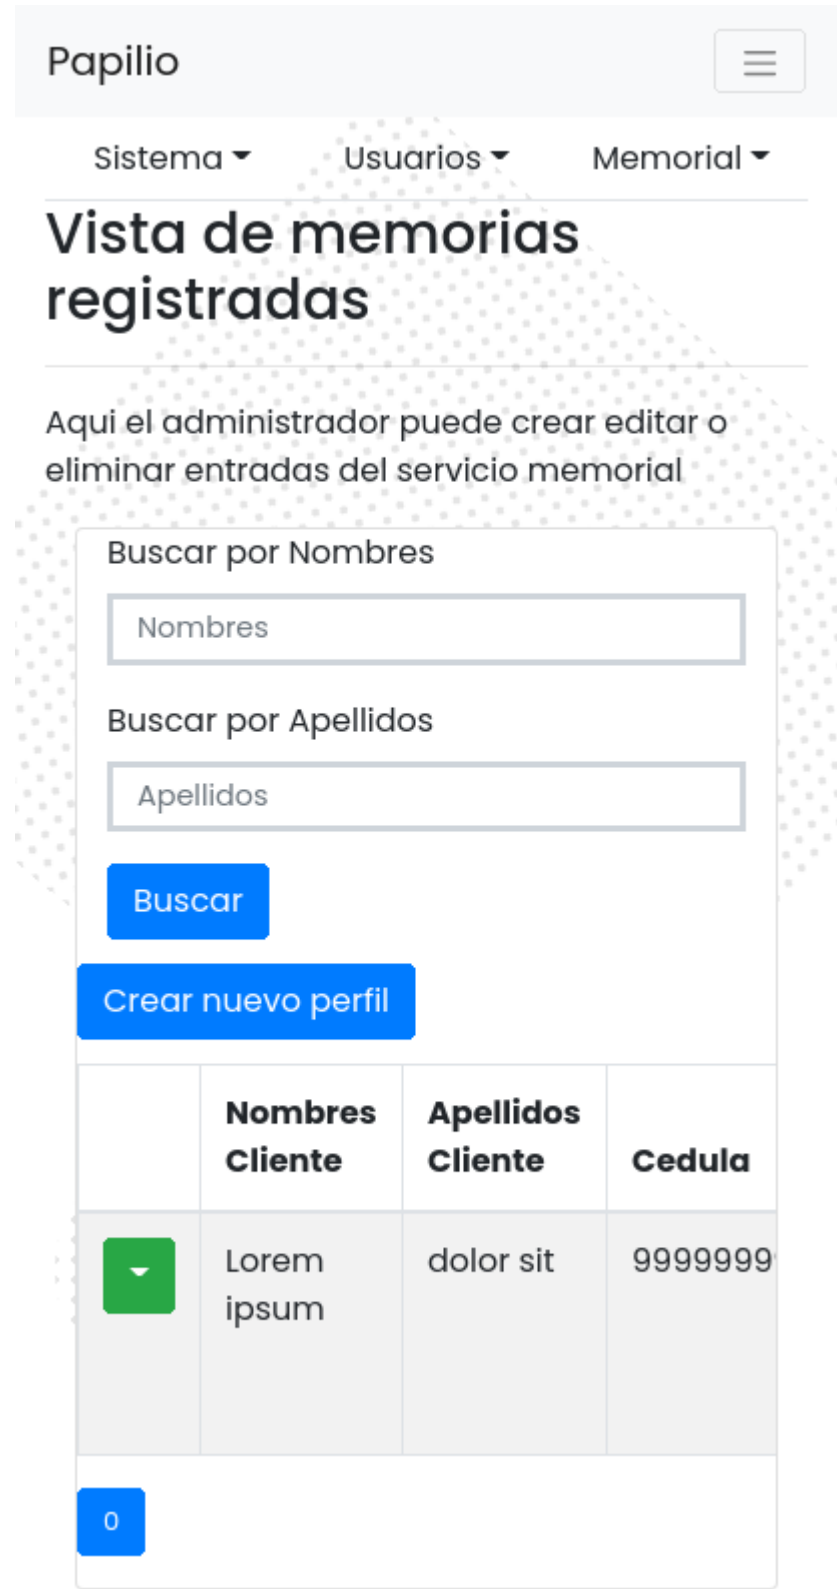 Papilio
Sistema Usuarios Memorial
Vista de memorias
registradas
Aqui el administrador puede crear editar o
eliminar entradas del servicio memorial
Buscar por Nombres
Nombres
Buscar por Apellidos
Apellidos
Buscar
Crear nuevo perfil
Nombres Apellidos
Cliente Cliente Cedula
Lorem dolor sit 9999999
ipsum
0